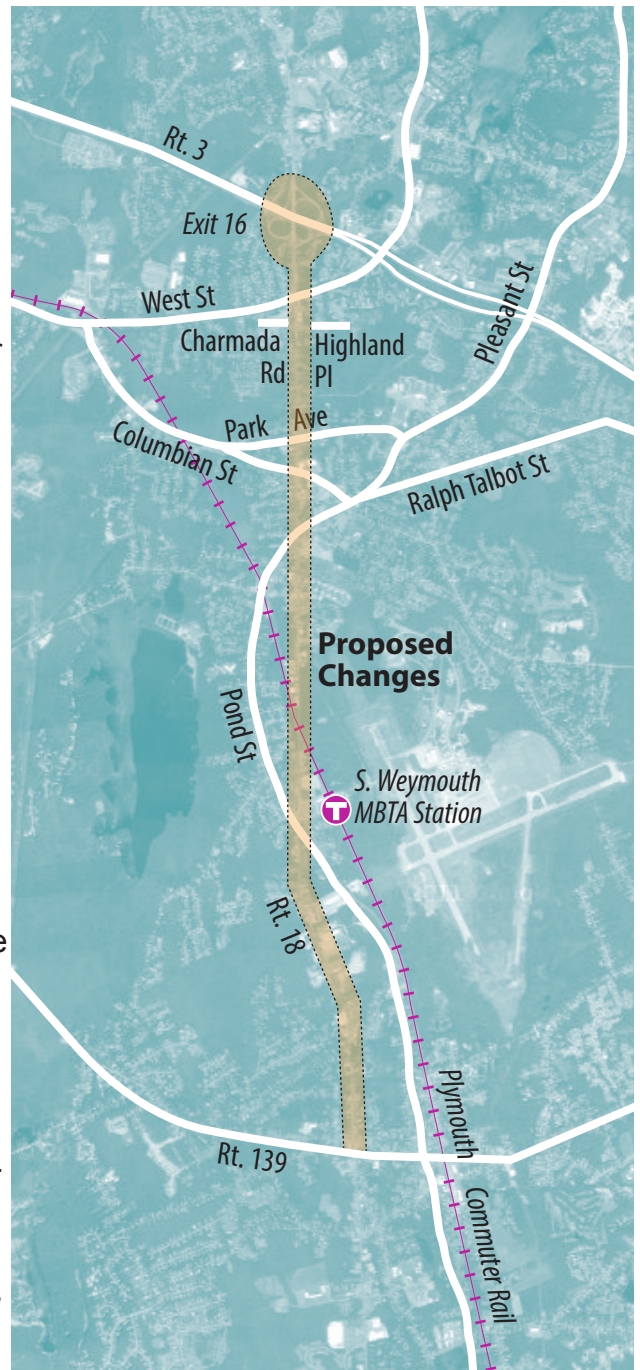 Rt. 3
Exit 16
West St
Pleasant St
Charmada
Rd
Highland
Pl
Park Ave
Columbian St
Ralph Talbot St
Proposed
Changes
Pond St
T
S. Weymouth
MBTA Station
Rt. 18
e
Rt. 139
Plymouth
Commuter Rail